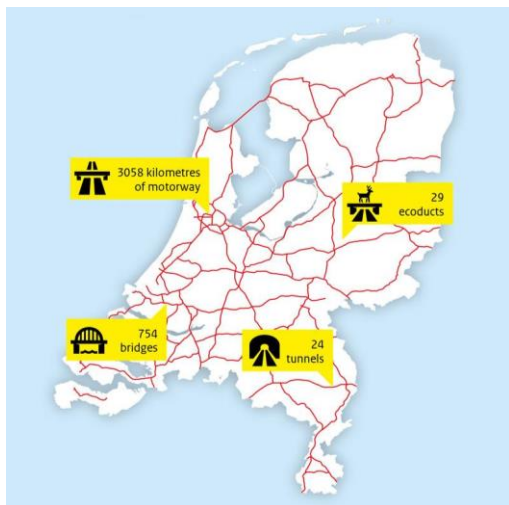 3058 kilometres
of motorway
29
ecoducts
754
bridges
24
tunnels